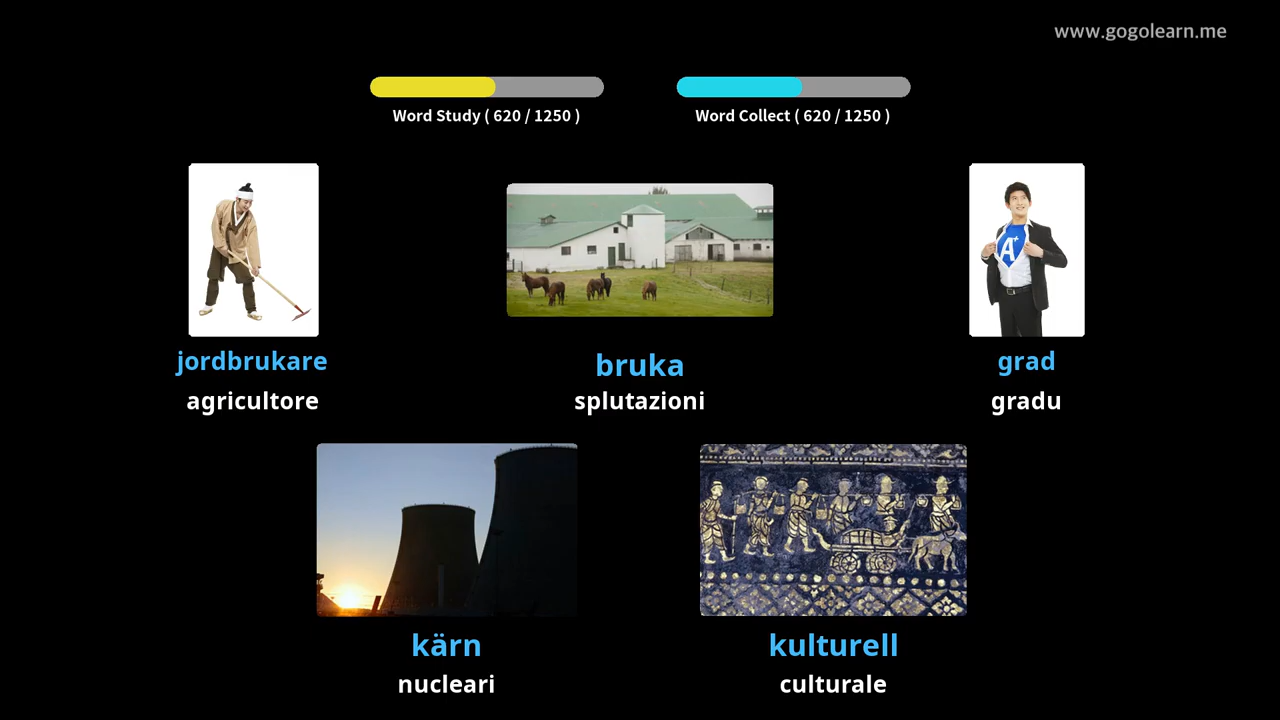 www.gogolearn.me
Word Study ( 620 / 1250 )
Word Collect ( 620 / 1250 )
A+
jordbrukare
agricultore
bruka
splutazioni
grad
gradu
kärn
nucleari
kulturell
culturale